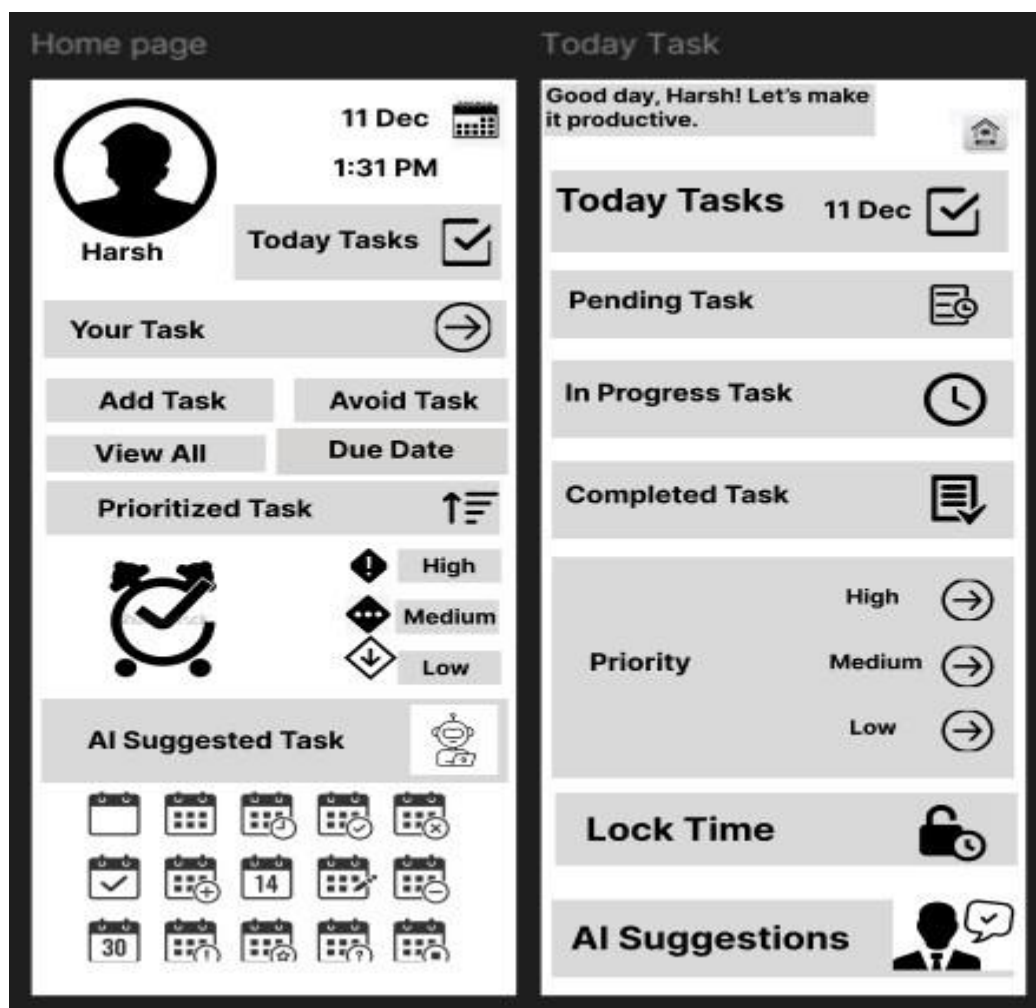 Home page
11 Dec
1:31 PM
Harsh
Today Tasks
Your Task
Add Task
Avoid Task
View All
Due Date
Prioritized Task
High
Medium
Low
AI Suggested Task
14
30
Today Task
Good day, Harsh! Let's make
it productive.
Today Tasks
11 Dec
Pending Task
In Progress Task
Completed Task
Priority
High
Medium
Low
Lock Time
AI Suggestions